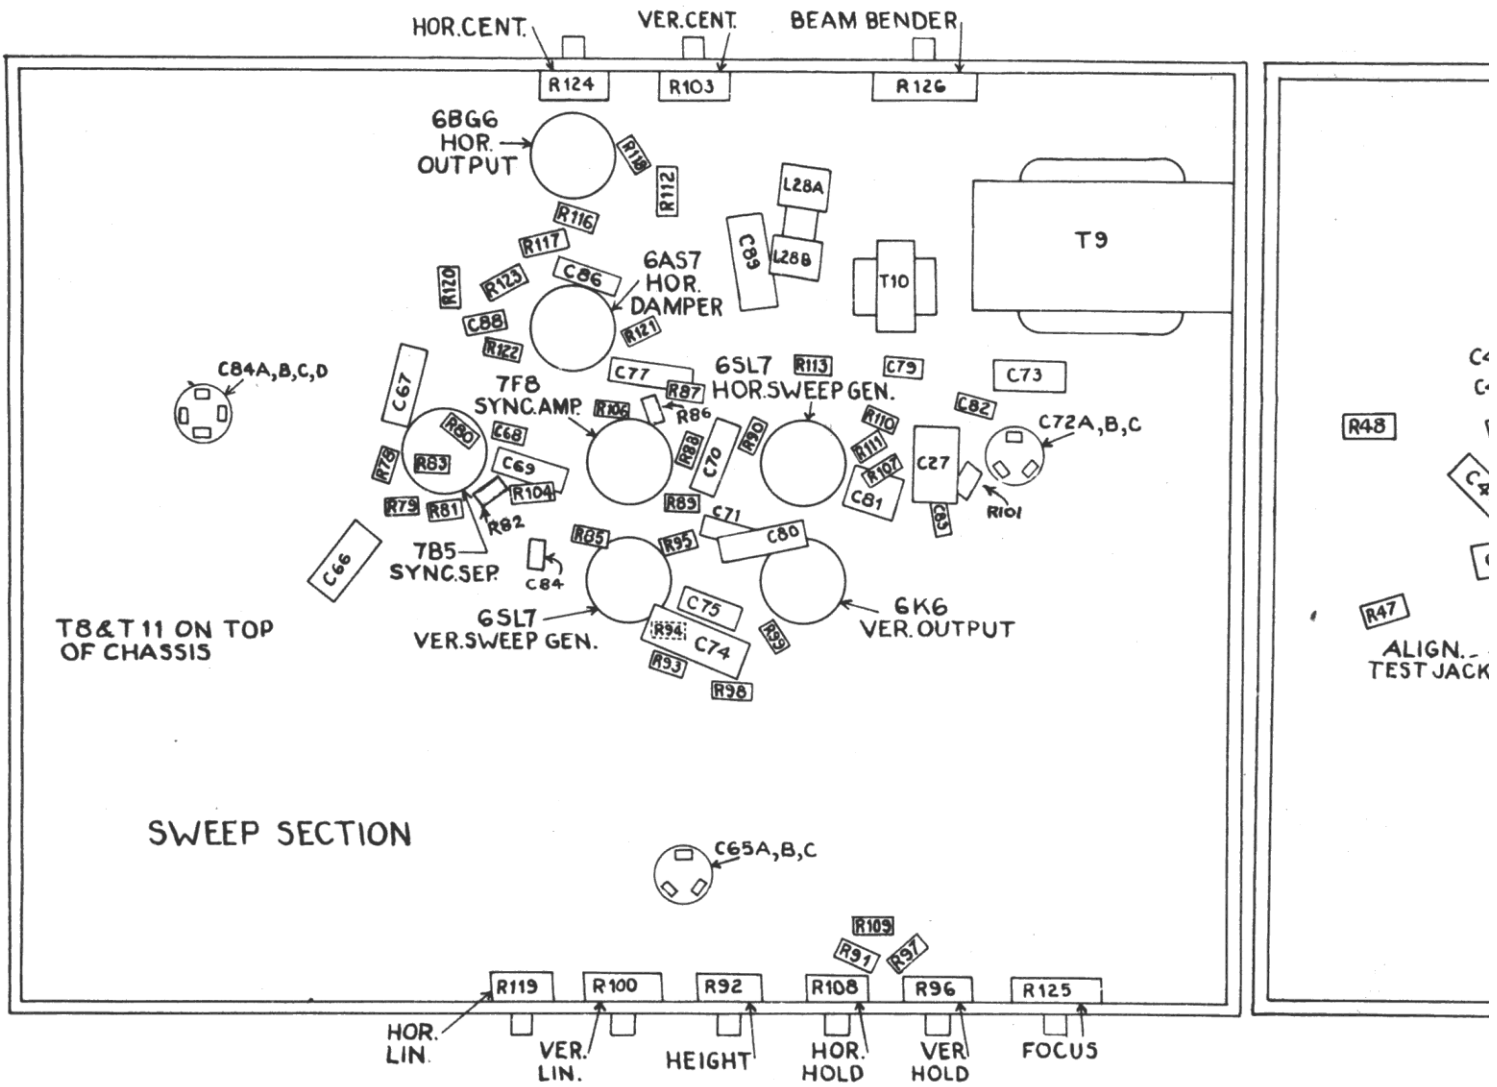 HOR.CENT.
VER.CENT.
BEAM BENDER
R124
R103
R126
6BG6
HOR.
OUTPUT
R118
R112
L28A
R116
R117
C89
L28B
T9
6AS7
HOR.
DAMPER
C86
R120
R123
T10
C88
R121
R122
C84A,B,C,D
C67
C77
6SL7
HOR.SWEEP GEN.
R113
C79
C73
7F8
SYNC.AMP.
R87
R106
R86
C82
R110
C72A,B,C
R48
R80
C68
R88
C70
R90
R111
C27
R78
R83
C69
R107
R104
R89
C81
R101
R79
R81
R82
C71
C83
R85
R95
C80
7B5
SYNC.SEP.
C84
C66
C75
6K6
VER.OUTPUT
6SL7
VER.SWEEP GEN.
R94
C74
R99
R93
R98
R47
T8&T11 ON TOP
OF CHASSIS
ALIGN.
TEST JACK
SWEEP SECTION
C65A,B,C
R109
R91
R97
R119
R100
R92
R108
R96
R125
HOR.
LIN.
VER.
LIN.
HEIGHT
HOR.
HOLD
VER
HOLD
FOCUS